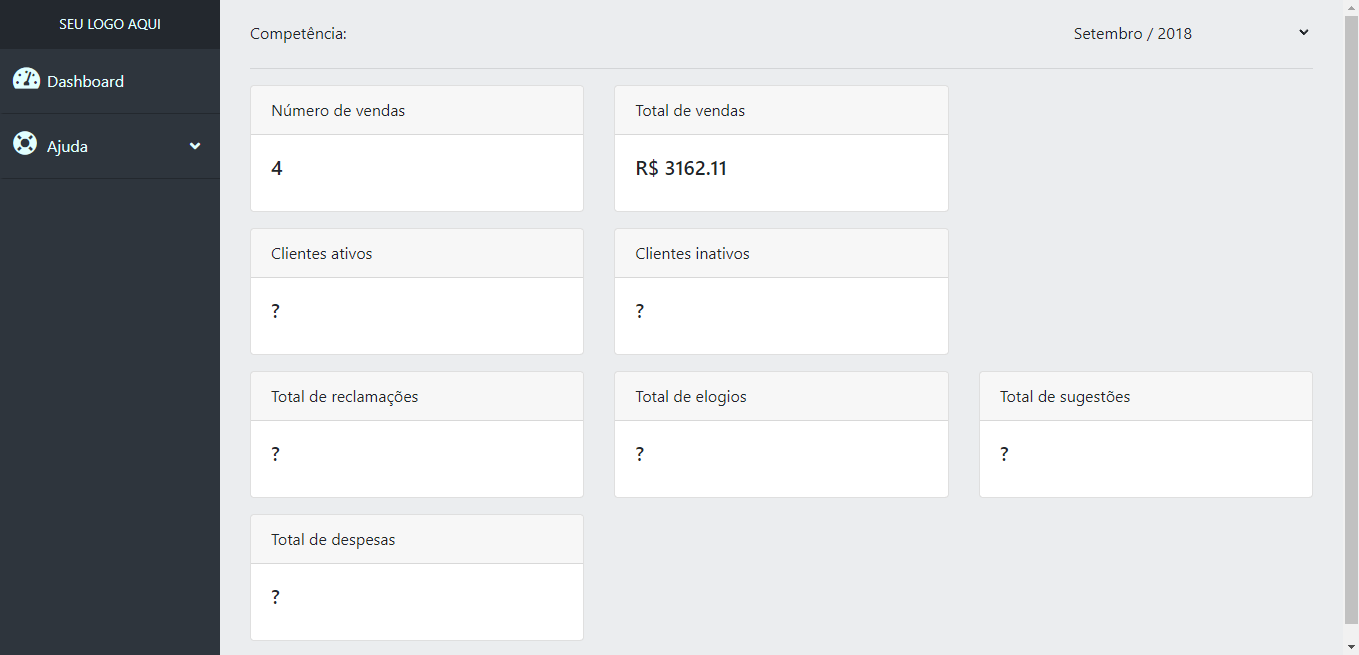 SEU LOGO AQUI
Dashboard
Ajuda
Competência: Setembro / 2018
Número de vendas Total de vendas
4 R$ 3162.11
Clientes ativos Clientes inativos
? ?
Total de reclamações Total de elogios Total de sugestões
? ? ?
Total de despesas
?